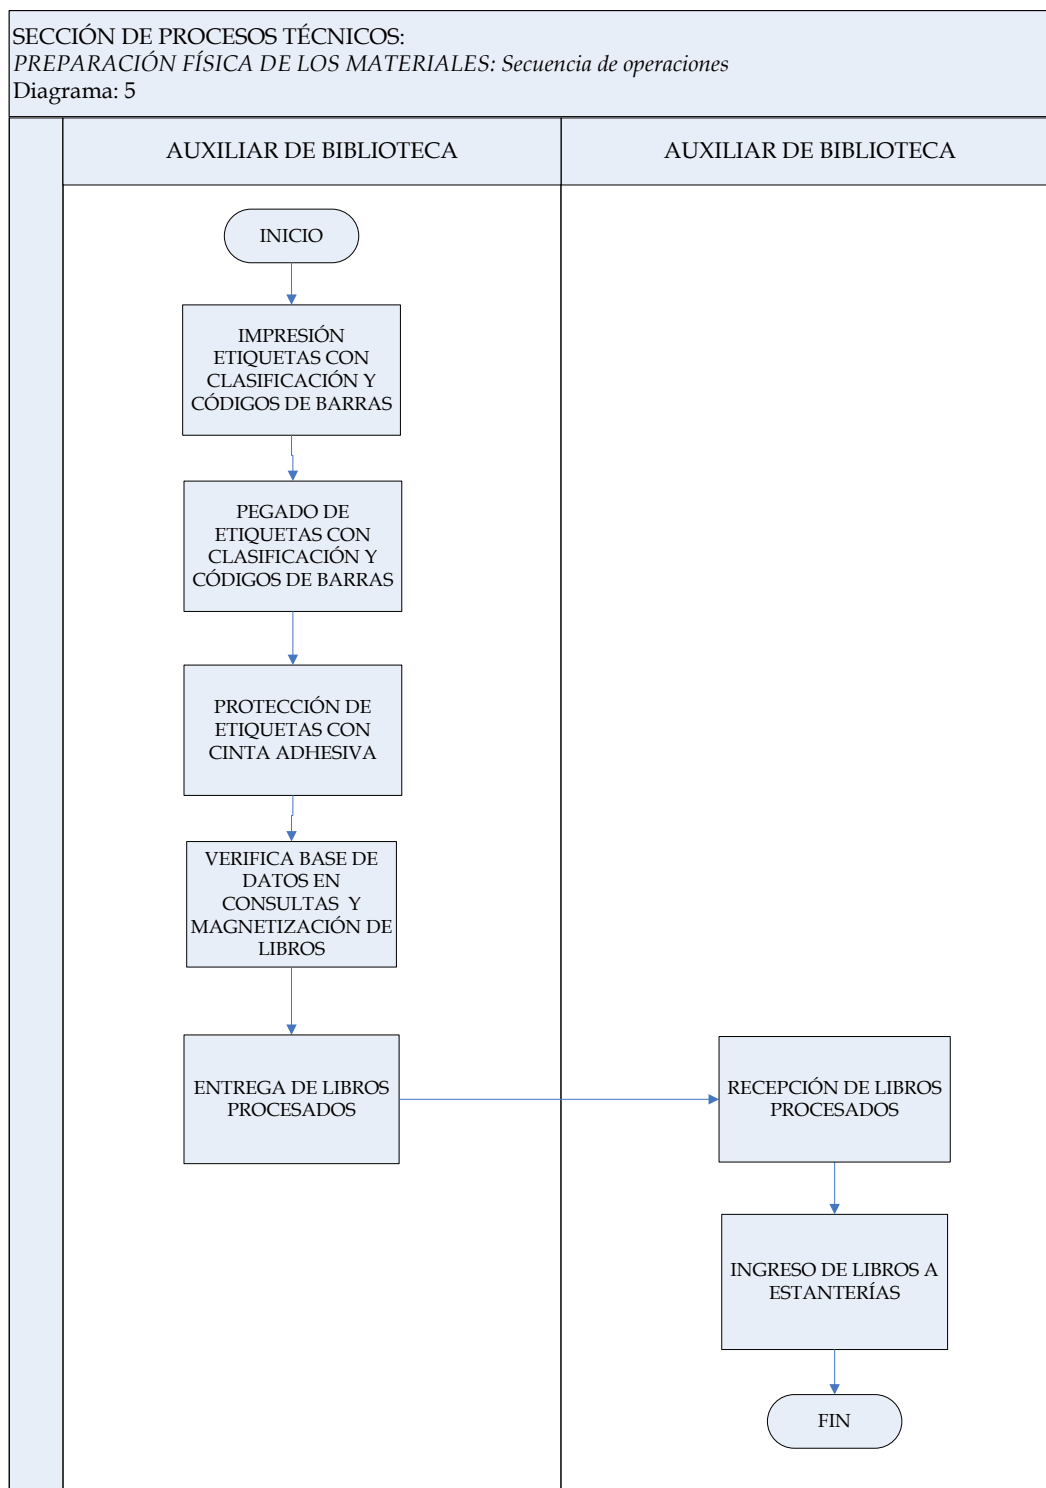 SECCIÓN DE PROCESOS TÉCNICOS:
PREPARACIÓN FÍSICA DE LOS MATERIALES: Secuencia de operaciones
Diagrama: 5
AUXILIAR DE BIBLIOTECA
AUXILIAR DE BIBLIOTECA
INICIO
IMPRESIÓN
ETIQUETAS CON
CLASIFICACIÓN Y
CÓDIGOS DE BARRAS
PEGADO DE
ETIQUETAS CON
CLASIFICACIÓN Y
CÓDIGOS DE BARRAS
PROTECCIÓN DE
ETIQUETAS CON
CINTA ADHESIVA
VERIFICA BASE DE
DATOS EN
CONSULTAS Y
MAGNETIZACIÓN DE
LIBROS
ENTREGA DE LIBROS
PROCESADOS
RECEPCIÓN DE LIBROS
PROCESADOS
INGRESO DE LIBROS A
ESTANTERÍAS
FIN